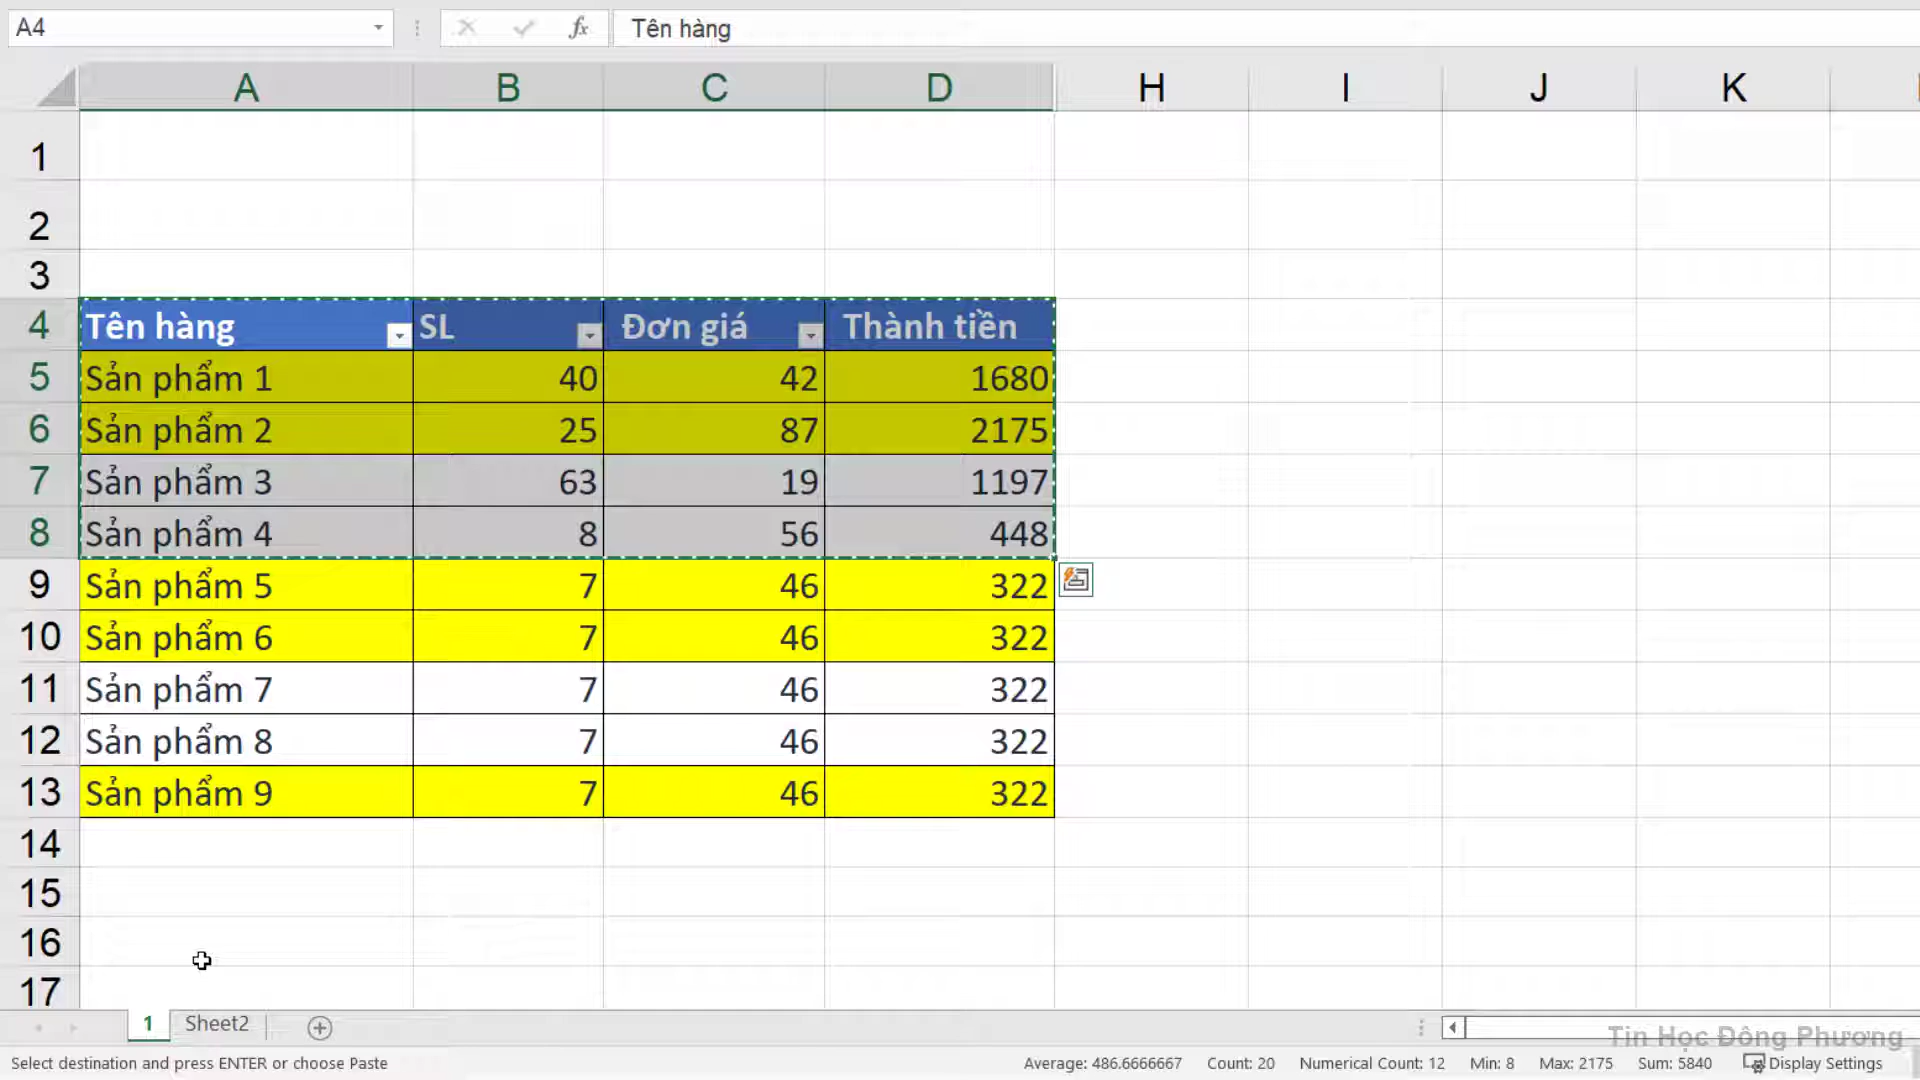 A4
fx
Tên hàng
A B C D H I J K
1
2
3
4 Tên hàng SL Đơn giá Thành tiền
5 Sản phẩm 1 40 42 1680
6 Sản phẩm 2 25 87 2175
7 Sản phẩm 3 63 19 1197
8 Sản phẩm 4 8 56 448
9 Sản phẩm 5 7 46 322
10 Sản phẩm 6 7 46 322
11 Sản phẩm 7 7 46 322
12 Sản phẩm 8 7 46 322
13 Sản phẩm 9 7 46 322
14
15
16
17
1 Sheet2
Tin Học Đông Phương
Select destination and press ENTER or choose Paste Average: 486.6666667 Count: 20 Numerical Count: 12 Min: 8 Max: 2175 Sum: 5840 Display Settings